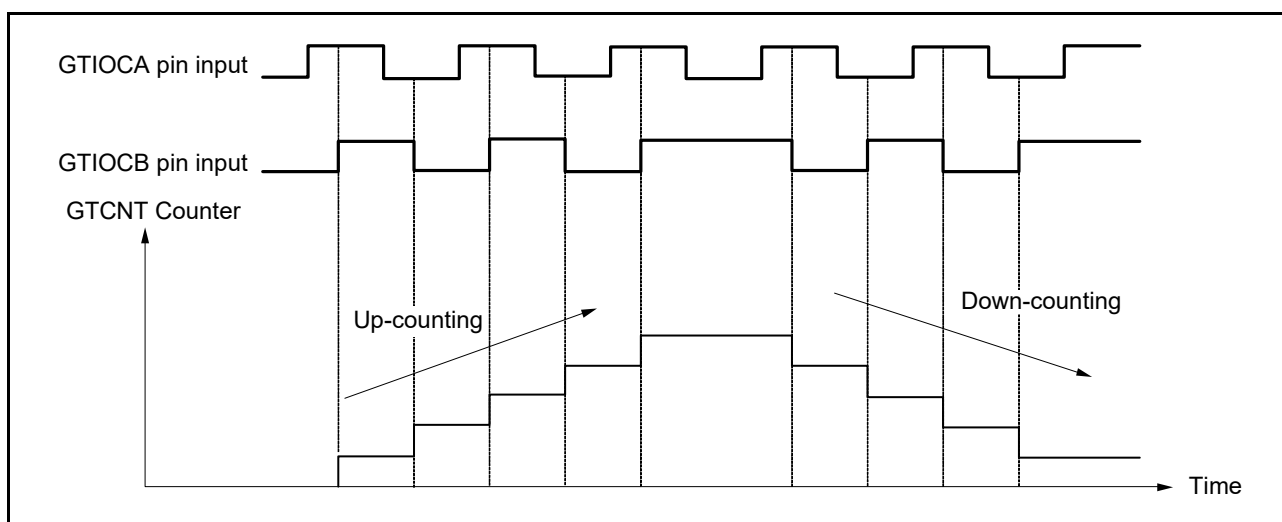 GTIOCA pin input
GTIOCB pin input
GTCNT Counter
Up-counting
Down-counting
Time